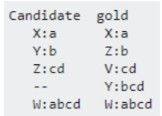 Candidate gold
X:a X:a
Y:b Z:b
Z:cd V:cd
-- Y:bcd
W:abcd W:abcd